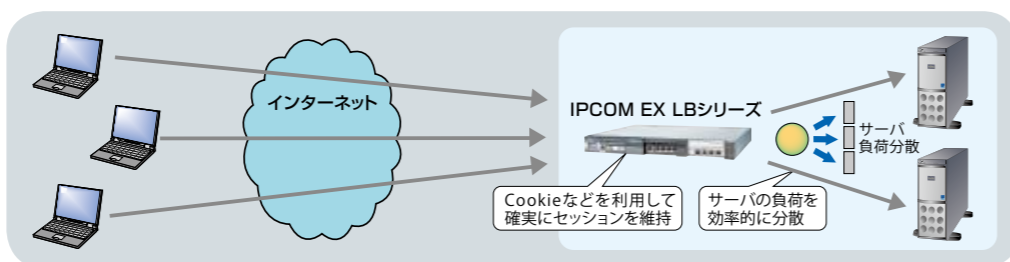 インターネット
IPCOM EX LBシリーズ
サーバ
負荷分散
Cookieなどを利用して
確実にセッションを維持
サーバの負荷を
効率的に分散